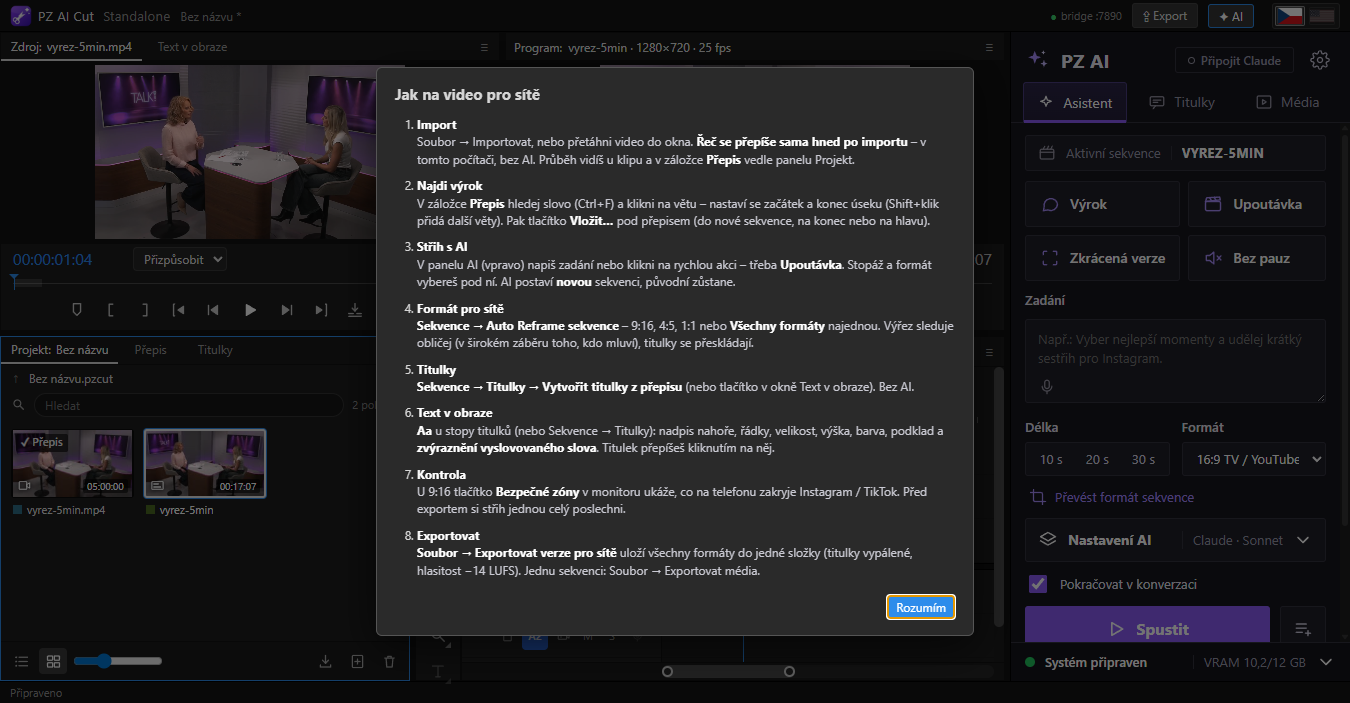 PZ AI Cut Standalone Bez názvu *
bridge :7890 Export AI
Zdroj: vyrez-5min.mp4 Text v obraze
Program: vyrez-5min · 1280×720 · 25 fps
PZ AI Připojit Claude
Asistent Titulky Média
TALK!
Aktivní sekvence VYREZ-5MIN
Výrok Upoutávka
Zkrácená verze Bez pauz
Zadání
Např.: Vyber nejlepší momenty a udělej krátký
sestřih pro Instagram.
Délka Formát
10 s 20 s 30 s 16:9 TV / YouTube
Převést formát sekvence
Nastavení AI Claude · Sonnet
Pokračovat v konverzaci
Spustit
Systém připraven VRAM 10,2/12 GB
00:00:01:04 Přizpůsobit
07
Projekt: Bez názvu Přepis Titulky
↑ Bez názvu.pzcut
Hledat 2 po
✓ Přepis
05:00:00 00:17:07
vyrez-5min.mp4 vyrez-5min
A2 M S
Připraveno
Jak na video pro sítě
1. Import
Soubor → Importovat, nebo přetáhni video do okna. Řeč se přepíše sama hned po importu – v
tomto počítači, bez AI. Průběh vidíš u klipu a v záložce Přepis vedle panelu Projekt.
2. Najdi výrok
V záložce Přepis hledej slovo (Ctrl+F) a klikni na větu – nastaví se začátek a konec úseku (Shift+klik
přidá další věty). Pak tlačítko Vložit… pod přepisem (do nové sekvence, na konec nebo na hlavu).
3. Střih s AI
V panelu AI (vpravo) napiš zadání nebo klikni na rychlou akci – třeba Upoutávka. Stopáž a formát
vybereš pod ní. AI postaví novou sekvenci, původní zůstane.
4. Formát pro sítě
Sekvence → Auto Reframe sekvence – 9:16, 4:5, 1:1 nebo Všechny formáty najednou. Výřez sleduje
obličej (v širokém záběru toho, kdo mluví), titulky se přeskládají.
5. Titulky
Sekvence → Titulky → Vytvořit titulky z přepisu (nebo tlačítko v okně Text v obraze). Bez AI.
6. Text v obraze
Aa u stopy titulků (nebo Sekvence → Titulky): nadpis nahoře, řádky, velikost, výška, barva, podklad a
zvýraznění vyslovovaného slova. Titulek přepíšeš kliknutím na něj.
7. Kontrola
U 9:16 tlačítko Bezpečné zóny v monitoru ukáže, co na telefonu zakryje Instagram / TikTok. Před
exportem si střih jednou celý poslechni.
8. Exportovat
Soubor → Exportovat verze pro sítě uloží všechny formáty do jedné složky (titulky vypálené,
hlasitost −14 LUFS). Jednu sekvenci: Soubor → Exportovat média.
Rozumím